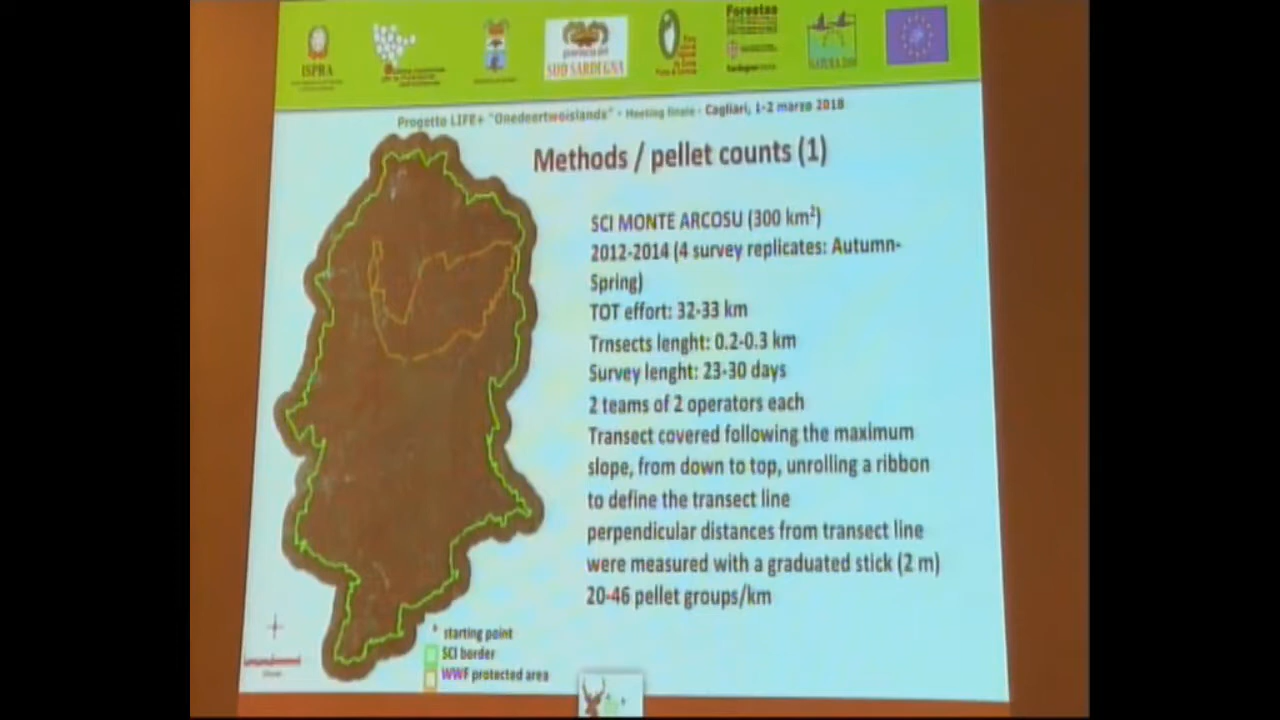 ISPRA
provincia del
SUD SARDEGNA
Forestas
NATURA 2000
Progetto LIFE+ "Onedeertwoislands" - Meeting finale - Cagliari, 1-2 marzo 2018
Methods / pellet counts (1)
SCI MONTE ARCOSU (300 km²)
2012-2014 (4 survey replicates: Autumn-
Spring)
TOT effort: 32-33 km
Trnsects lenght: 0.2-0.3 km
Survey lenght: 23-30 days
2 teams of 2 operators each
Transect covered following the maximum
slope, from down to top, unrolling a ribbon
to define the transect line
perpendicular distances from transect line
were measured with a graduated stick (2 m)
20-46 pellet groups/km
starting point
SCI border
WWF protected area